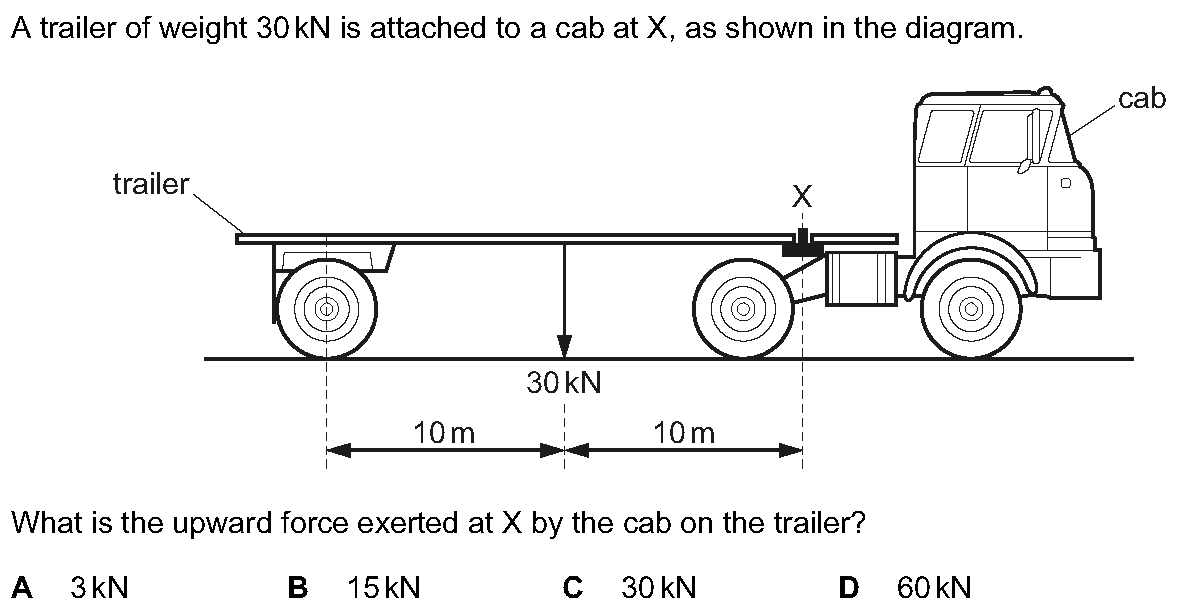 A trailer of weight 30 kN is attached to a cab at X, as shown in the diagram.
cab
trailer
X
30 kN
10 m 10 m
What is the upward force exerted at X by the cab on the trailer?
A 3 kN B 15 kN C 30 kN D 60 kN